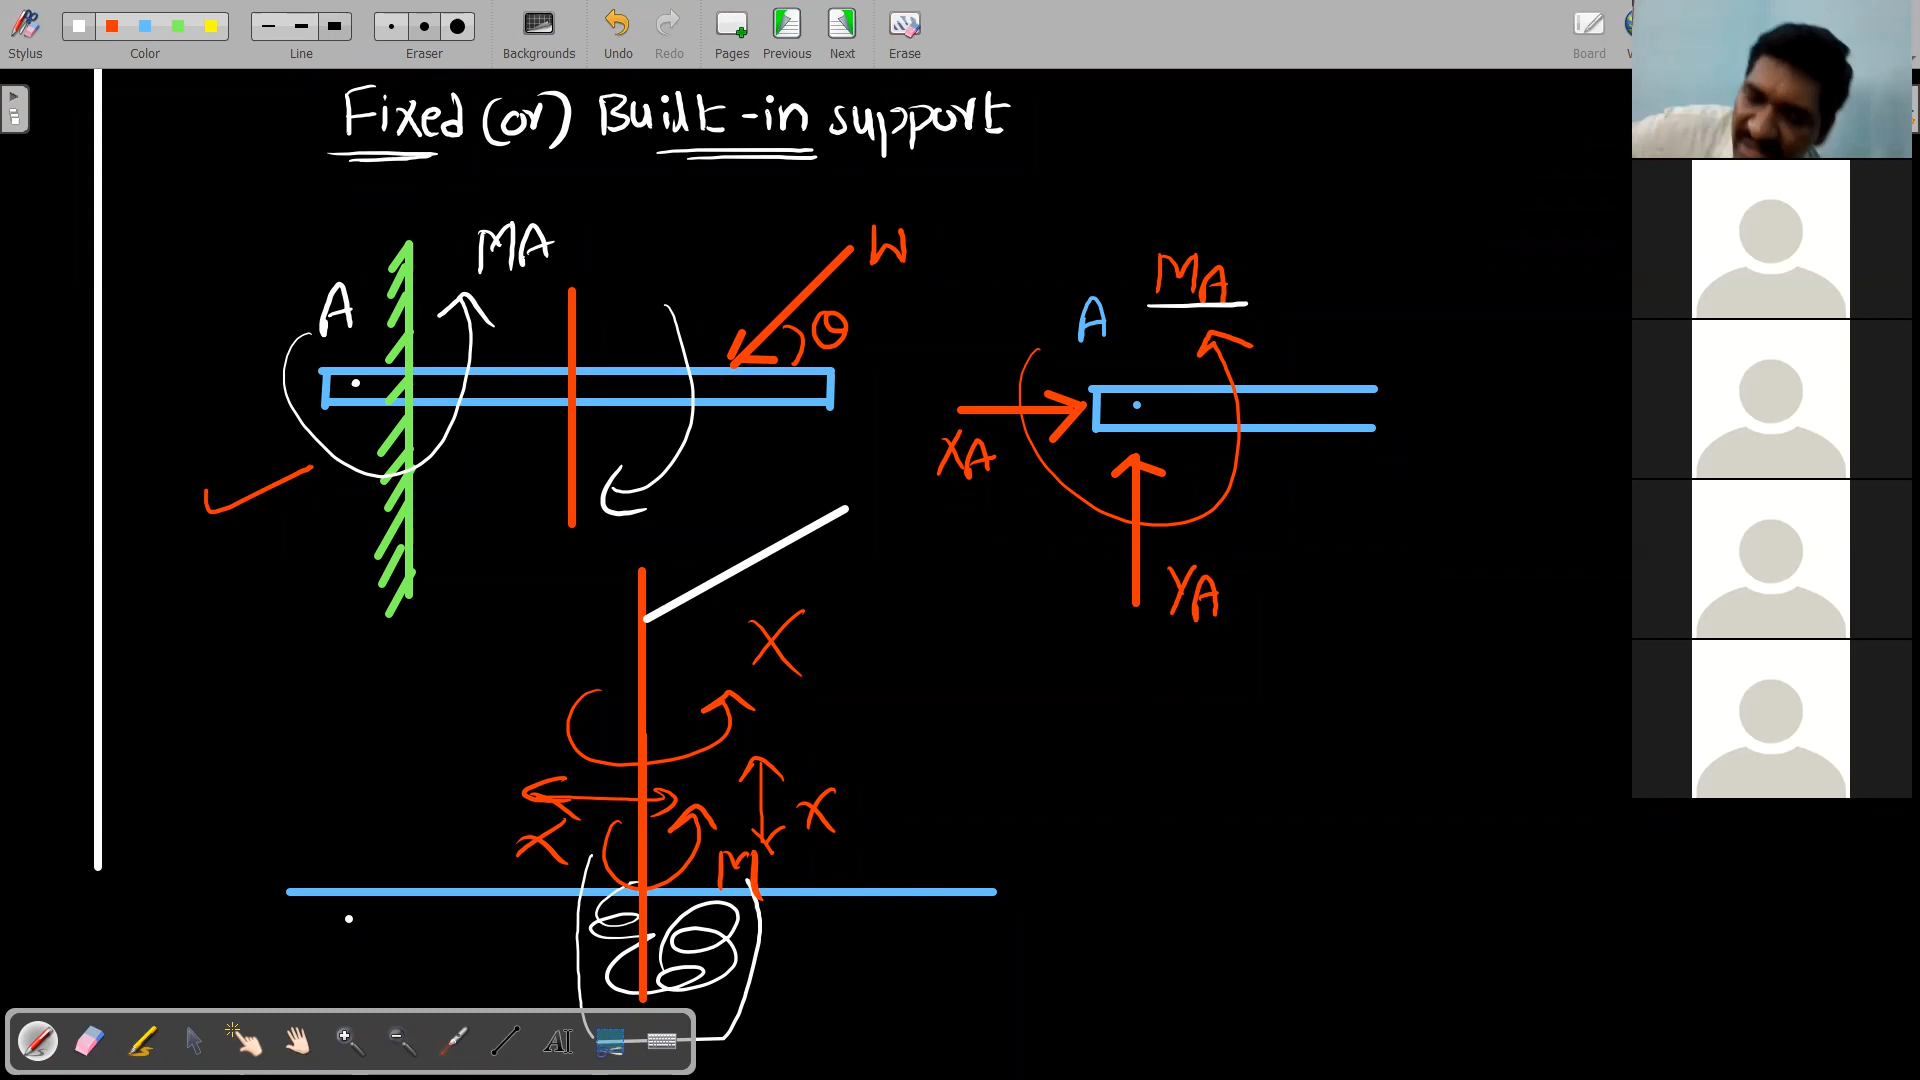 Stylus
Color
Line
Eraser
Backgrounds
Undo
Redo
Pages
Previous
Next
Erase
Board
Fixed (or) Built-in support
MA
W
A
θ
MA
A
XA
YA
X
X
X
M